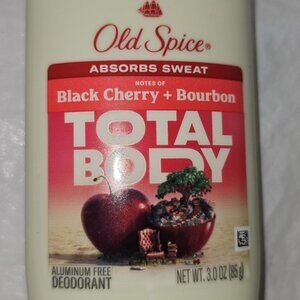 Old Spice®
ABSORBS SWEAT
NOTES OF
Black Cherry + Bourbon
TOTAL
BODY
ALUMINUM FREE
DEODORANT
NET WT. 3.0 OZ (85g)